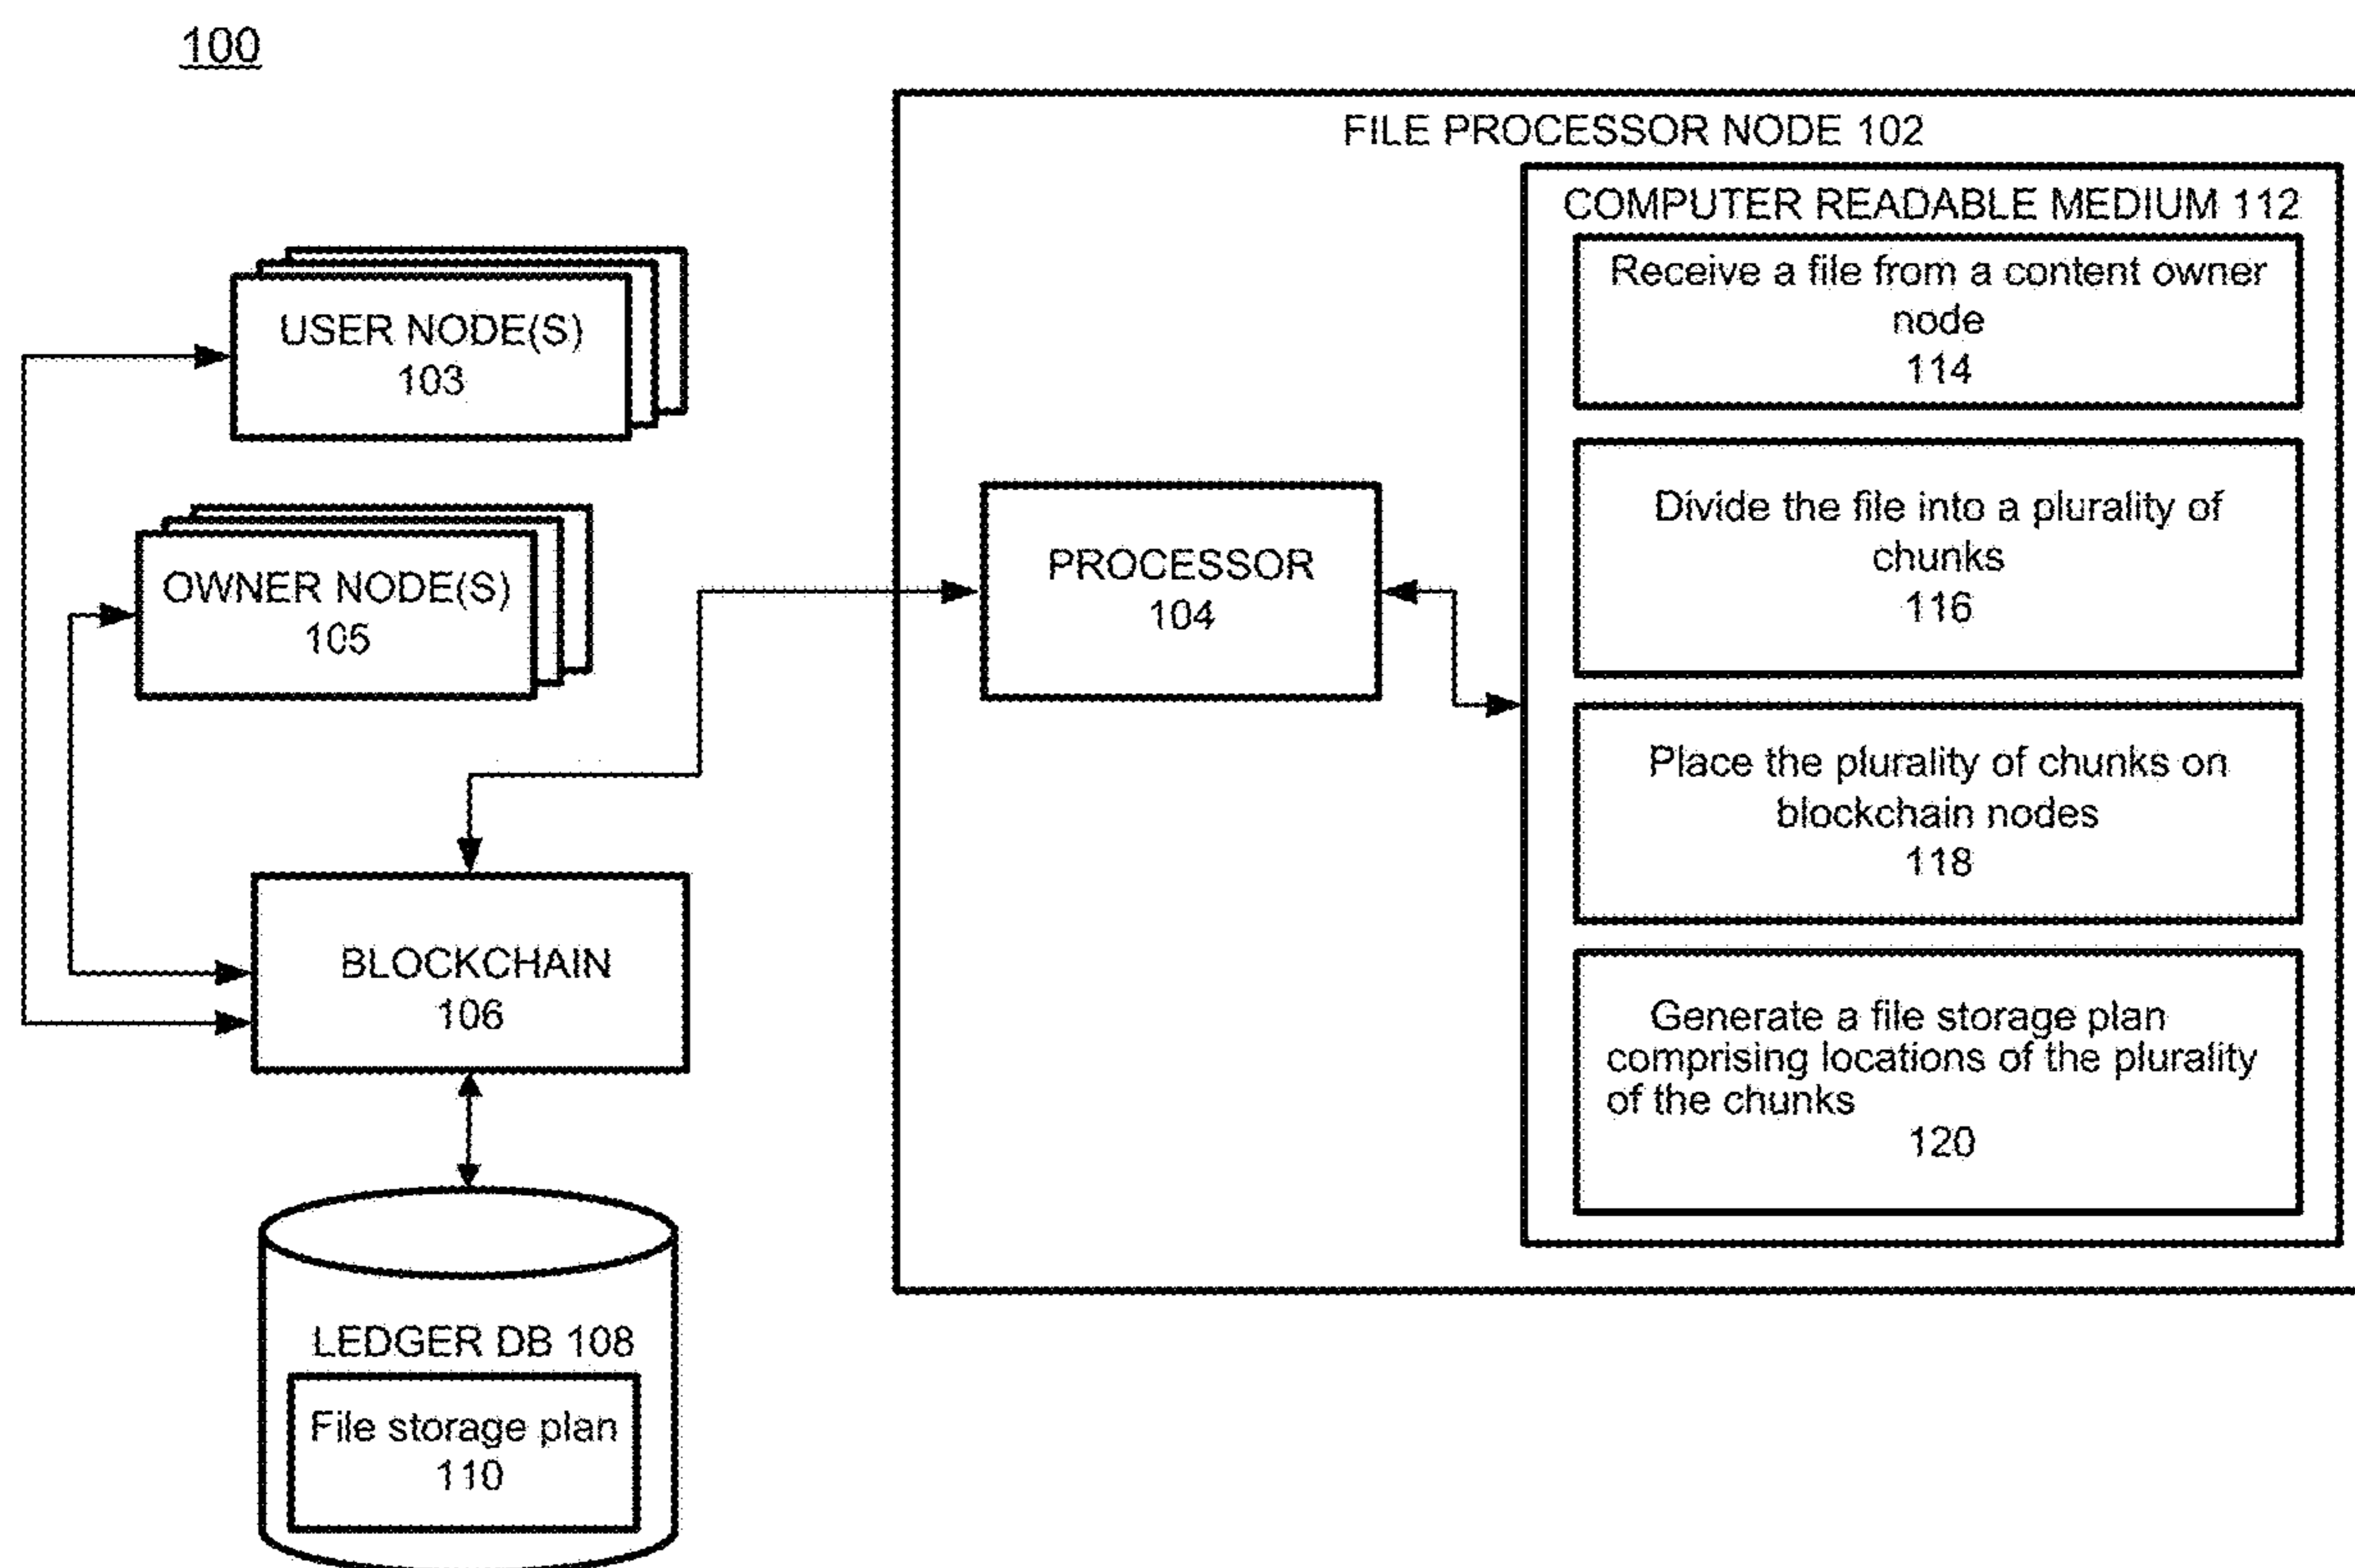 100
USER NODE(S)
103
OWNER NODE(S)
105
BLOCKCHAIN
106
LEDGER DB 108
File storage plan
110
FILE PROCESSOR NODE 102
PROCESSOR
104
COMPUTER READABLE MEDIUM 112
Receive a file from a content owner
node
114
Divide the file into a plurality of
chunks
116
Place the plurality of chunks on
blockchain nodes
118
Generate a file storage plan
comprising locations of the plurality
of the chunks
120